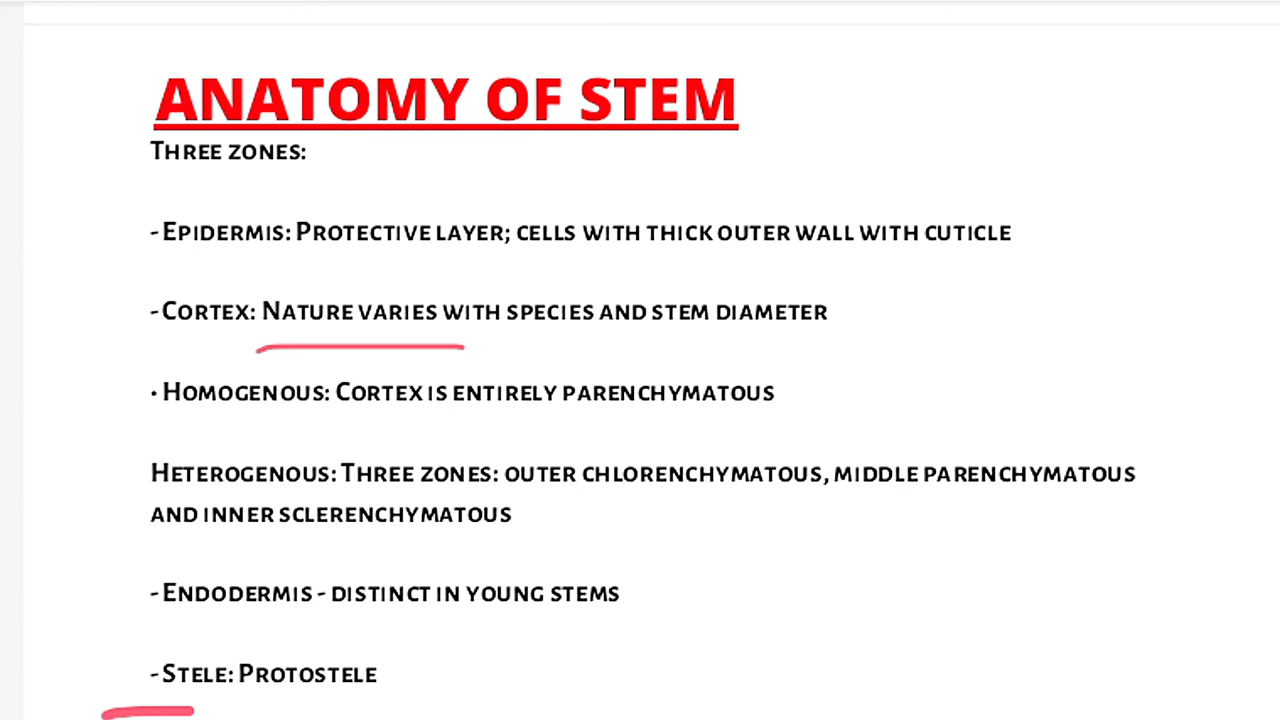 ANATOMY OF STEM
THREE ZONES:
- EPIDERMIS: PROTECTIVE LAYER; CELLS WITH THICK OUTER WALL WITH CUTICLE
- CORTEX: NATURE VARIES WITH SPECIES AND STEM DIAMETER
• HOMOGENOUS: CORTEX IS ENTIRELY PARENCHYMATOUS
HETEROGENOUS: THREE ZONES: OUTER CHLORENCHYMATOUS, MIDDLE PARENCHYMATOUS
AND INNER SCLERENCHYMATOUS
- ENDODERMIS - DISTINCT IN YOUNG STEMS
- STELE: PROTOSTELE